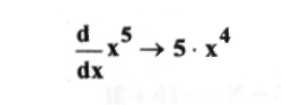 d/dx x^5 → 5 · x^4